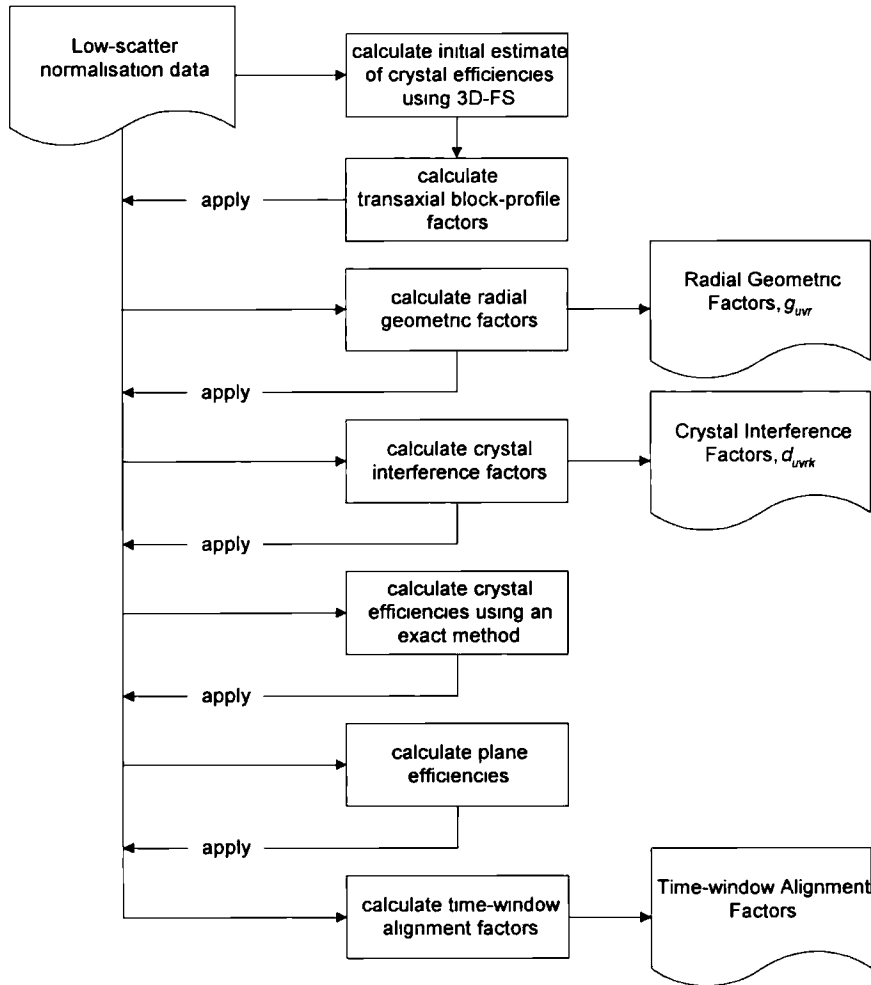 Low-scatter
normalisation data
calculate initial estimate
of crystal efficiencies
using 3D-FS
calculate
transaxial block-profile
factors
apply
calculate radial
geometric factors
Radial Geometric
Factors, g_uvr
apply
calculate crystal
interference factors
Crystal Interference
Factors, d_uvrk
apply
calculate crystal
efficiencies using an
exact method
apply
calculate plane
efficiencies
apply
calculate time-window
alignment factors
Time-window Alignment
Factors